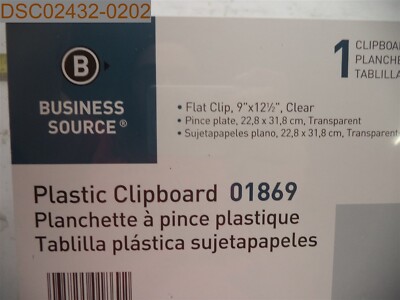 DSC02432-0202
B
BUSINESS
SOURCE®
1 CLIPBOA
PLANCHE
TABLILLA
• Flat Clip, 9"x12½", Clear
• Pince plate, 22,8 x 31,8 cm, Transparent
• Sujetapapeles plano, 22,8 x 31,8 cm, Transparent
Plastic Clipboard 01869
Planchette à pince plastique
Tablilla plástica sujetapapeles